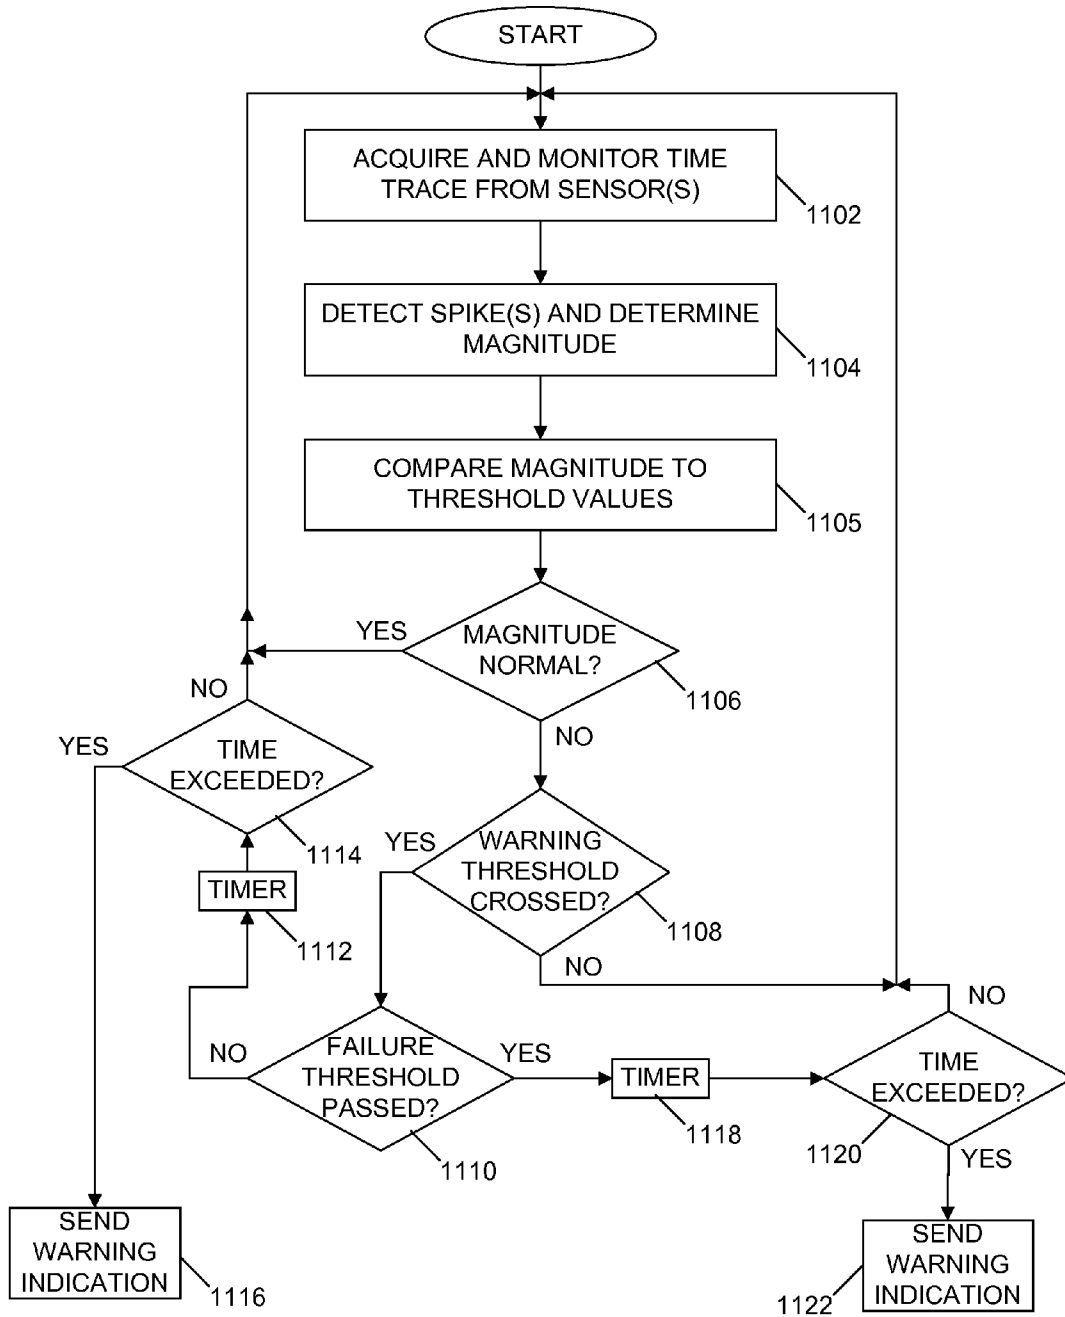 START
ACQUIRE AND MONITOR TIME
TRACE FROM SENSOR(S)
1102
DETECT SPIKE(S) AND DETERMINE
MAGNITUDE
1104
COMPARE MAGNITUDE TO
THRESHOLD VALUES
1105
YES
MAGNITUDE
NORMAL?
1106
NO
NO
YES
TIME
EXCEEDED?
1114
YES
WARNING
THRESHOLD
CROSSED?
1108
TIMER
1112
NO
NO
NO
FAILURE
THRESHOLD
PASSED?
1110
YES
TIMER
1118
TIME
EXCEEDED?
1120
YES
SEND
WARNING
INDICATION
1116
SEND
WARNING
INDICATION
1122